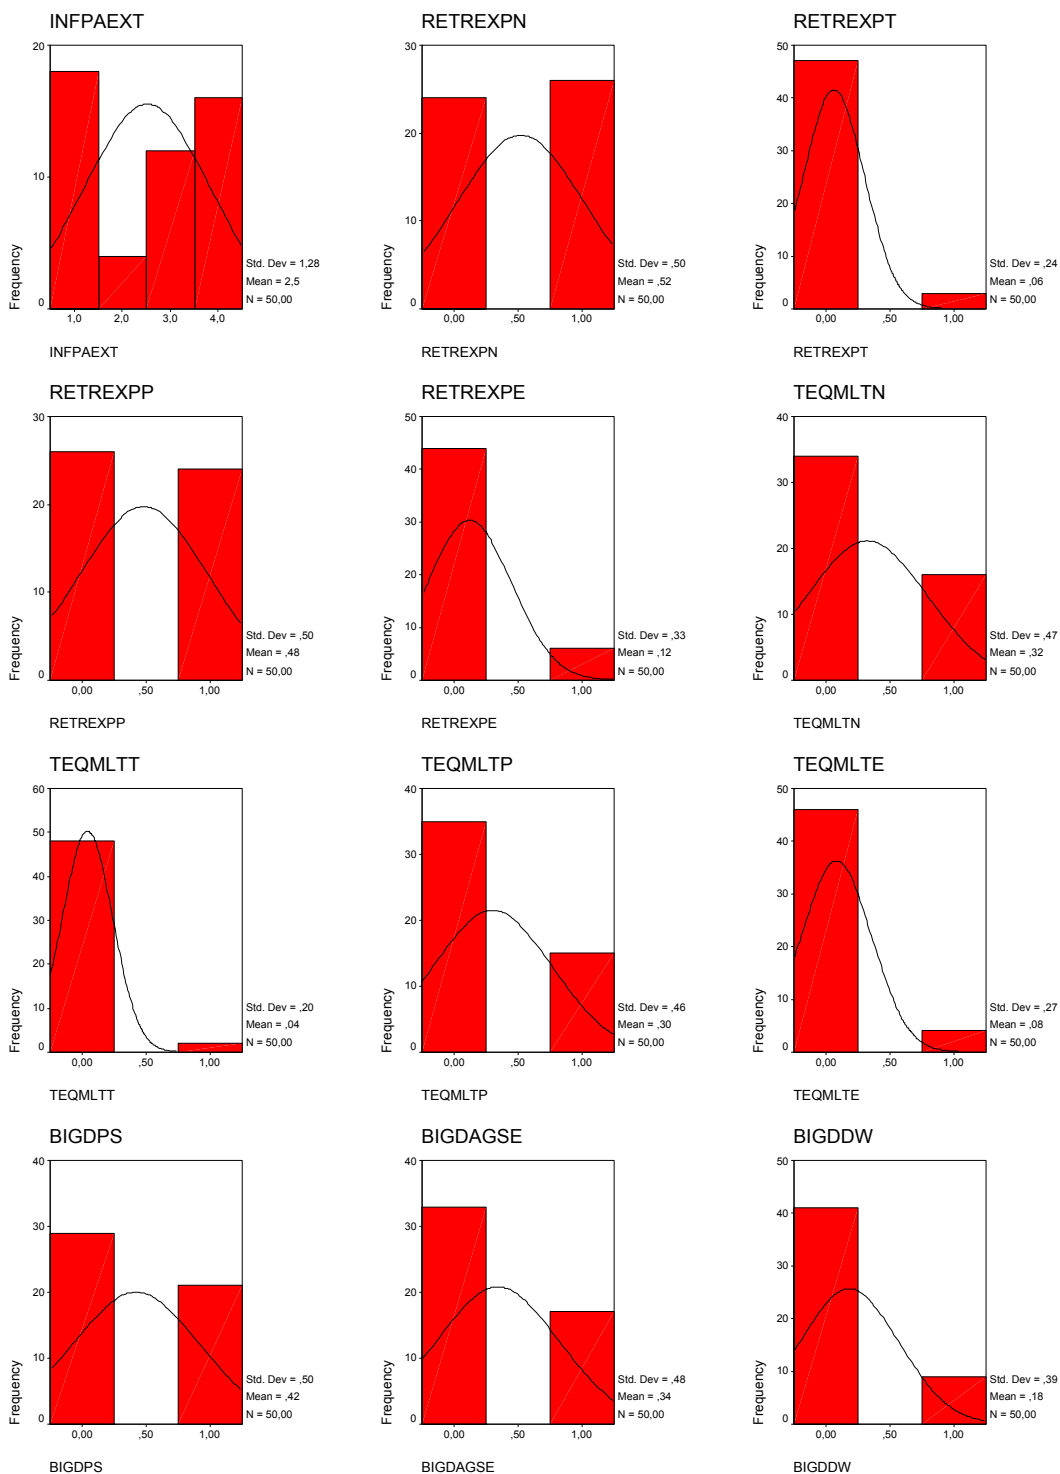 INFPAEXT
20
10
0
Frequency
1,0 2,0 3,0 4,0
Std. Dev = 1,28
Mean = 2,5
N = 50,00
INFPAEXT
RETREXPN
30
20
10
0
Frequency
0,00 ,50 1,00
Std. Dev = ,50
Mean = ,52
N = 50,00
RETREXPN
RETREXPT
50
40
30
20
10
0
Frequency
0,00 ,50 1,00
Std. Dev = ,24
Mean = ,06
N = 50,00
RETREXPT
RETREXPP
30
20
10
0
Frequency
0,00 ,50 1,00
Std. Dev = ,50
Mean = ,48
N = 50,00
RETREXPP
RETREXPE
50
40
30
20
10
0
Frequency
0,00 ,50 1,00
Std. Dev = ,33
Mean = ,12
N = 50,00
RETREXPE
TEQMLTN
40
30
20
10
0
Frequency
0,00 ,50 1,00
Std. Dev = ,47
Mean = ,32
N = 50,00
TEQMLTN
TEQMLTT
60
50
40
30
20
10
0
Frequency
0,00 ,50 1,00
Std. Dev = ,20
Mean = ,04
N = 50,00
TEQMLTT
TEQMLTP
40
30
20
10
0
Frequency
0,00 ,50 1,00
Std. Dev = ,46
Mean = ,30
N = 50,00
TEQMLTP
TEQMLTE
50
40
30
20
10
0
Frequency
0,00 ,50 1,00
Std. Dev = ,27
Mean = ,08
N = 50,00
TEQMLTE
BIGDPS
40
30
20
10
0
Frequency
0,00 ,50 1,00
Std. Dev = ,50
Mean = ,42
N = 50,00
BIGDPS
BIGDAGSE
40
30
20
10
0
Frequency
0,00 ,50 1,00
Std. Dev = ,48
Mean = ,34
N = 50,00
BIGDAGSE
BIGDDW
50
40
30
20
10
0
Frequency
0,00 ,50 1,00
Std. Dev = ,39
Mean = ,18
N = 50,00
BIGDDW